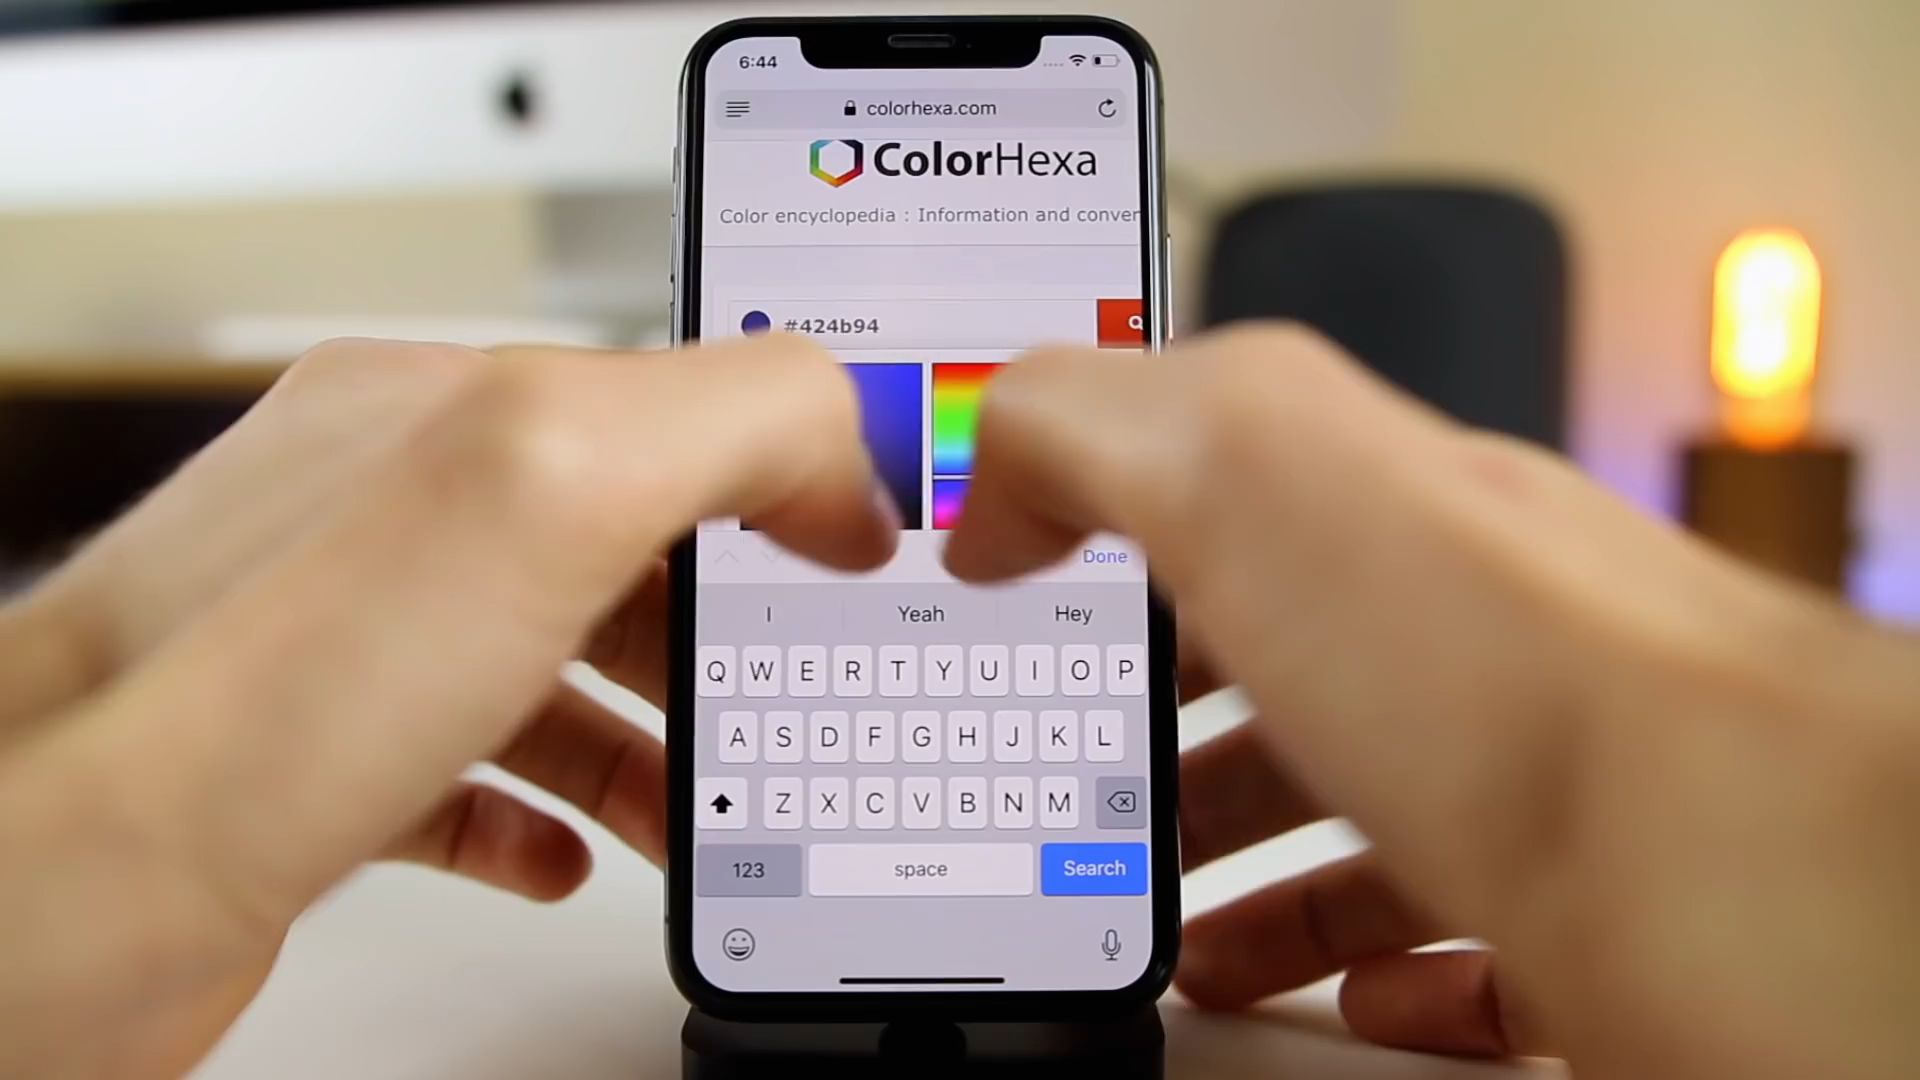 6:44
colorhexa.com
ColorHexa
Color encyclopedia : Information and conver
#424b94
Done
I Yeah Hey
Q W E R T Y U I O P
A S D F G H J K L
Z X C V B N M
123 space Search